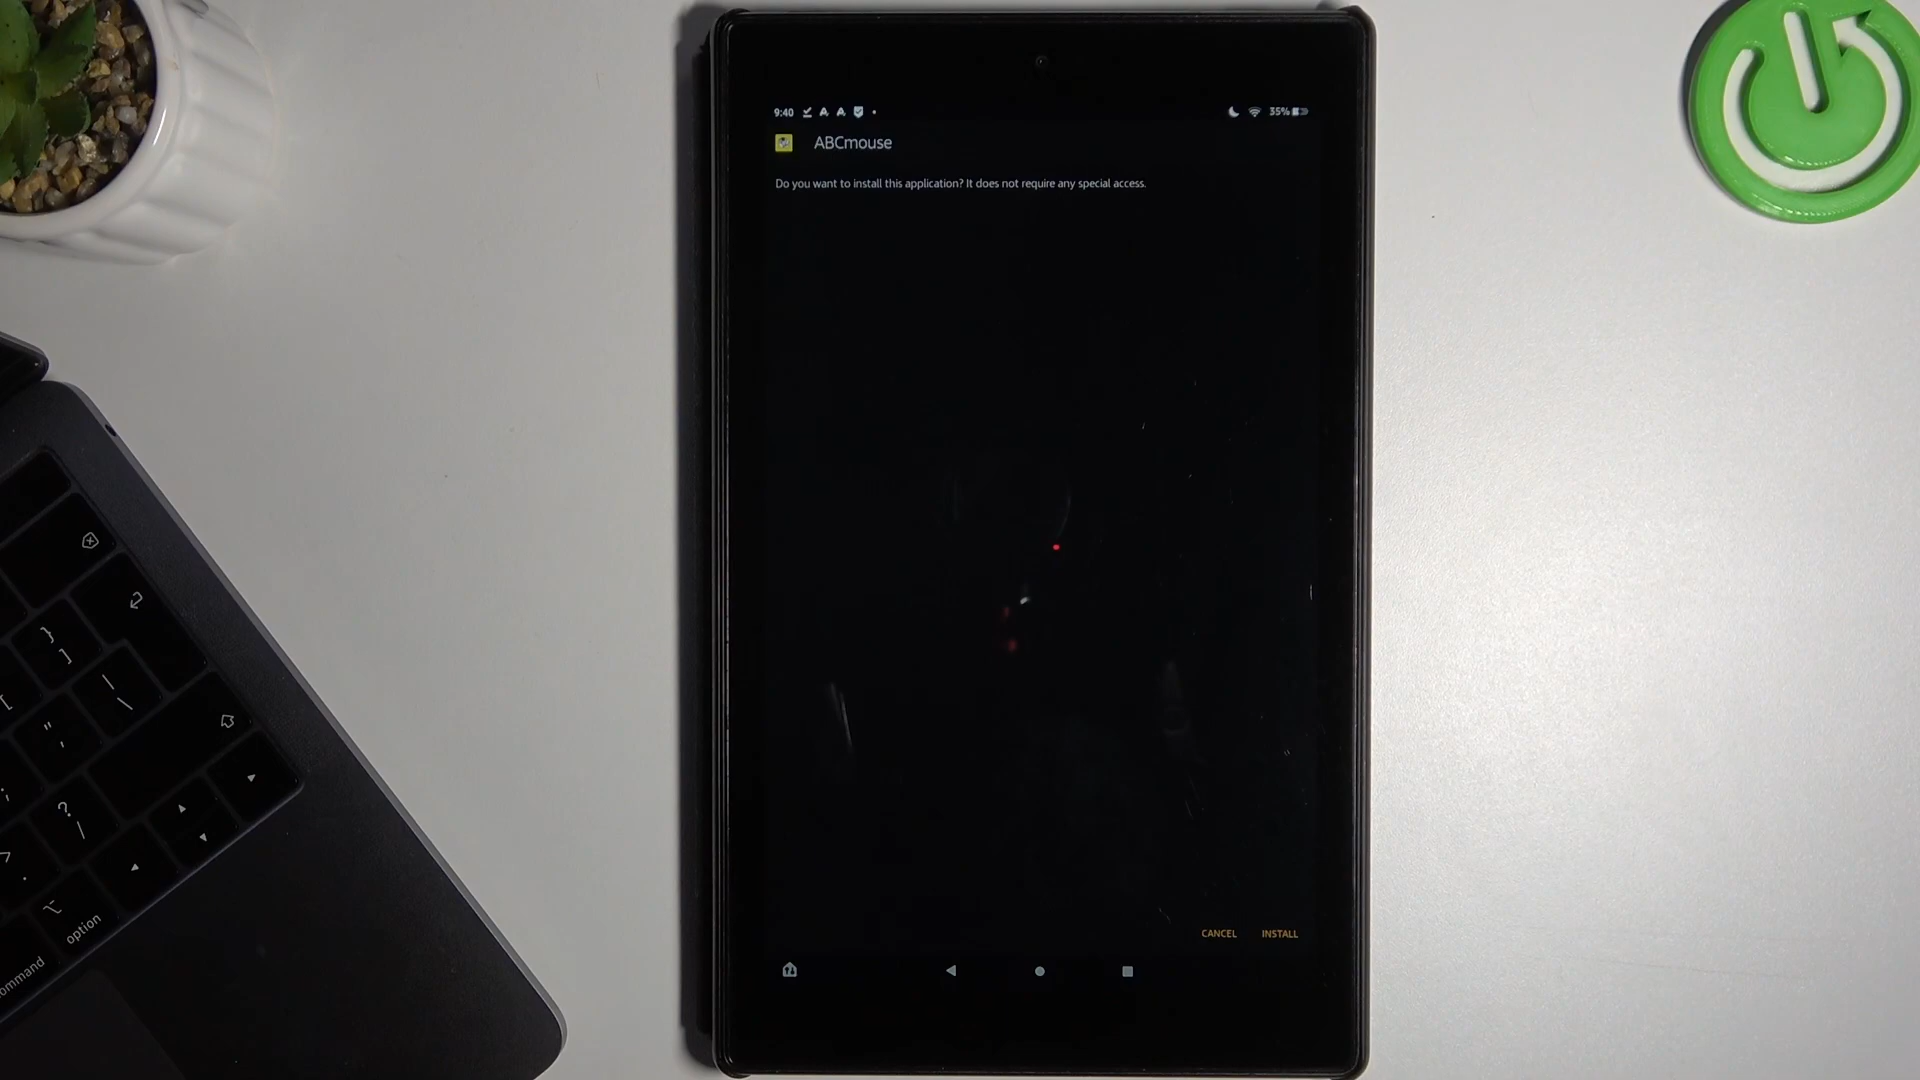 9:40
35%
ABCmouse
Do you want to install this application? It does not require any special access.
CANCEL INSTALL
option
command